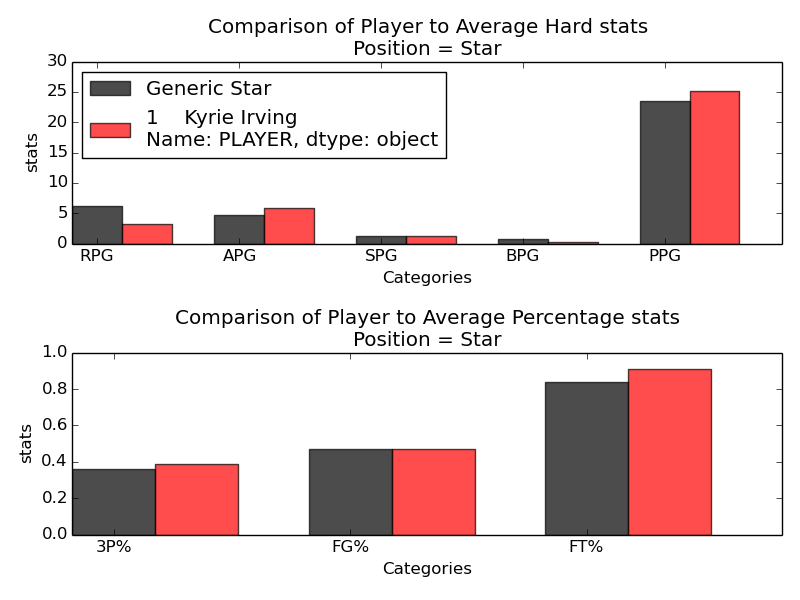 Comparison of Player to Average Hard stats
Position = Star
30
25
20
15
10
5
0
stats
Generic Star
1    Kyrie Irving
Name: PLAYER, dtype: object
RPG APG SPG BPG PPG
Categories
Comparison of Player to Average Percentage stats
Position = Star
1.0
0.8
0.6
0.4
0.2
0.0
stats
3P% FG% FT%
Categories